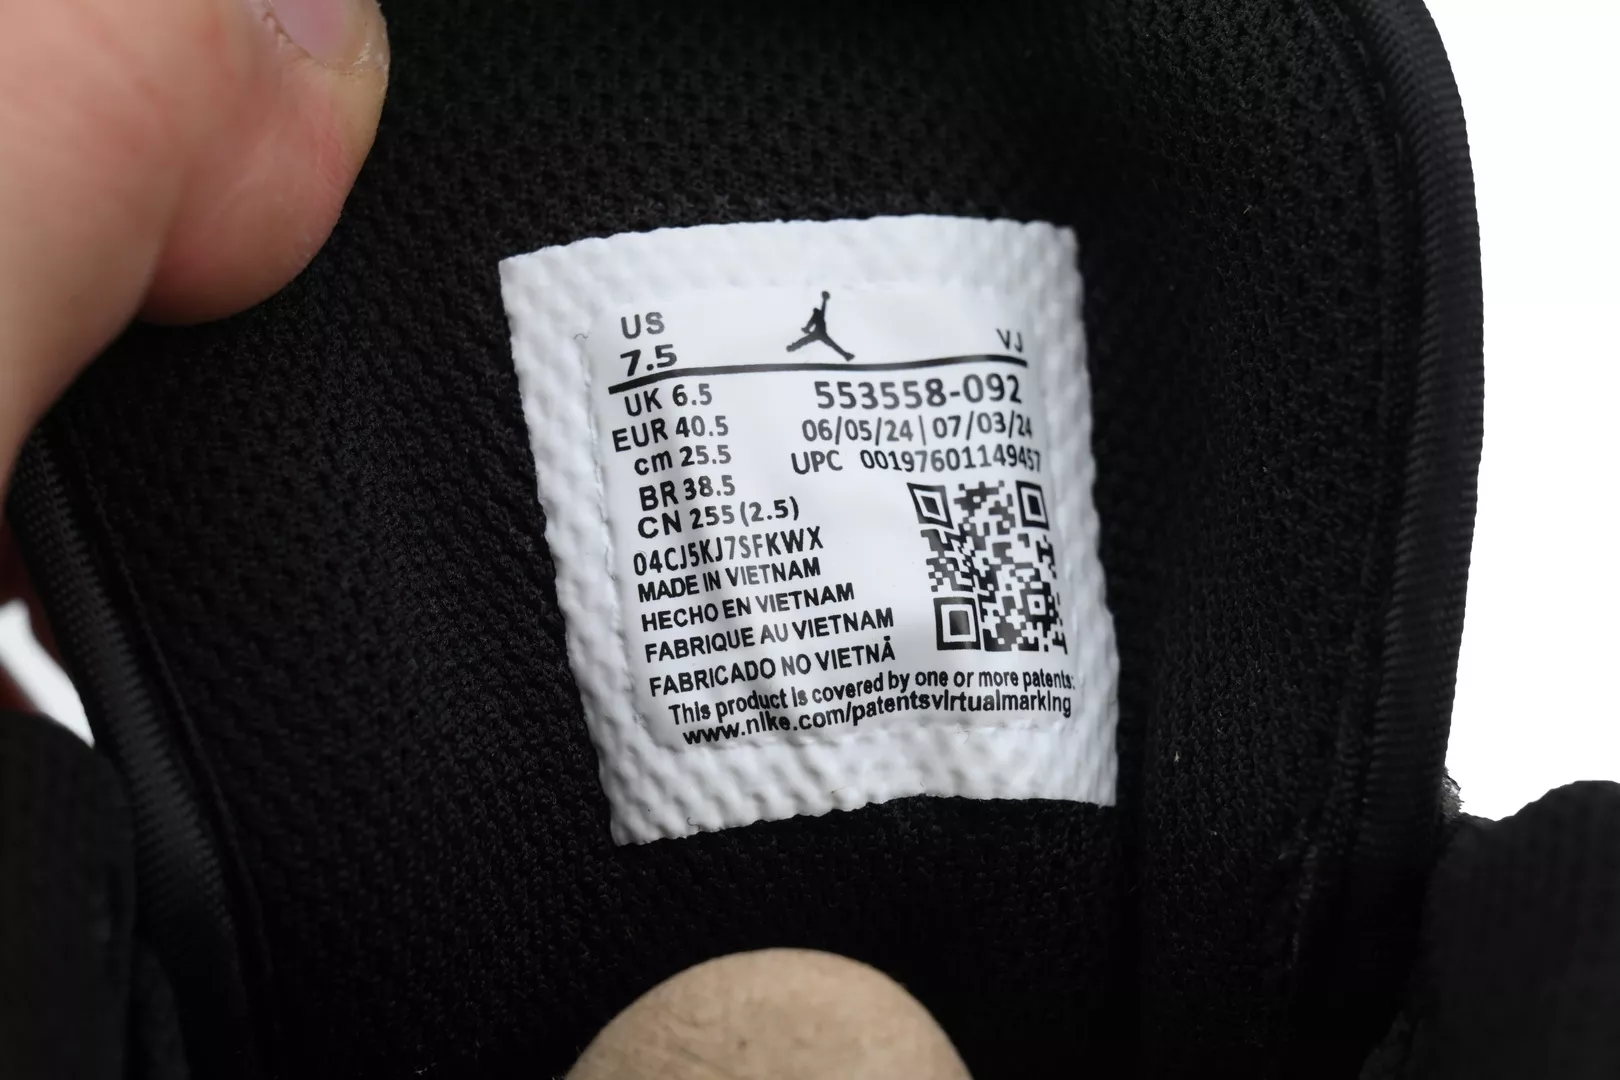 US
7.5
VJ
UK 6.5
EUR 40.5
cm 25.5
BR 38.5
CN 255 (2.5)
553558-092
06/05/24 | 07/03/24
UPC 00197601149457
04CJ5KJ7SFKWX
MADE IN VIETNAM
HECHO EN VIETNAM
FABRIQUE AU VIETNAM
FABRICADO NO VIETNÃ
This product is covered by one or more patents:
www.nike.com/patentsvirtualmarking